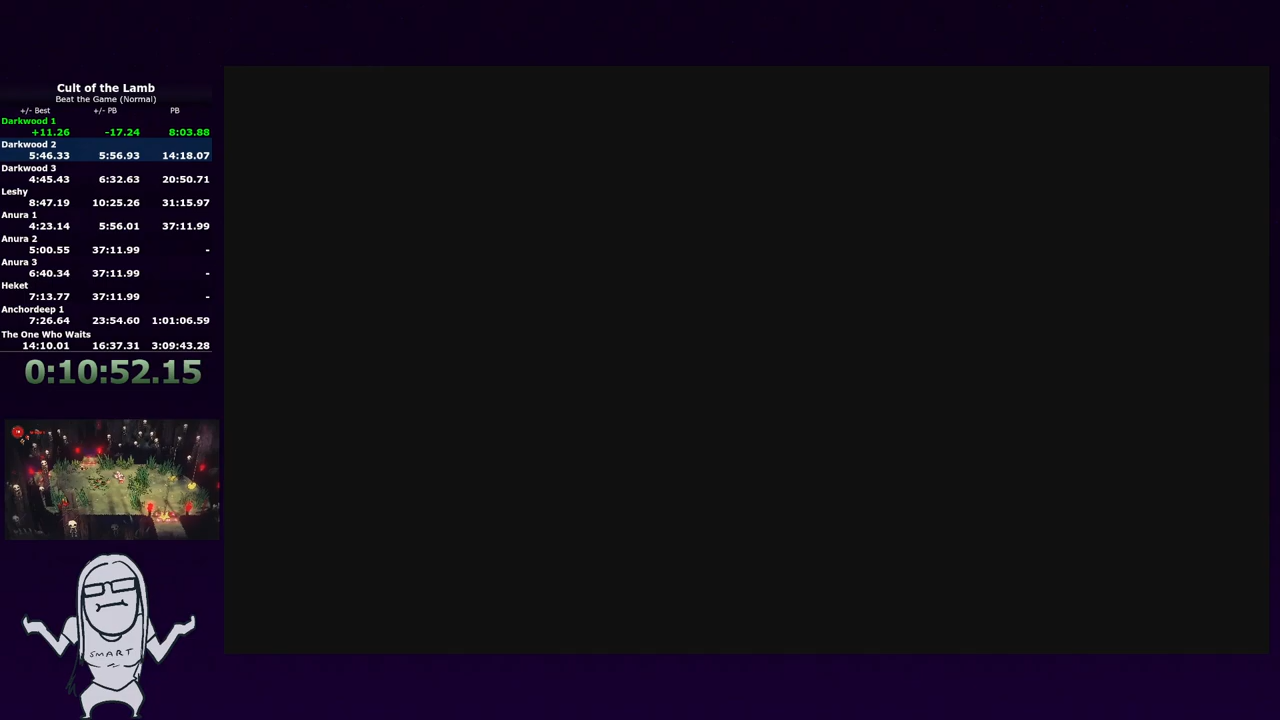 Cult of the Lamb
Beat the Game (Normal)
+/- Best +/- PB PB
Darkwood 1
+11.26 -17.24 8:03.88
Darkwood 2
5:46.33 5:56.93 14:18.07
Darkwood 3
4:45.43 6:32.63 20:50.71
Leshy
8:47.19 10:25.26 31:15.97
Anura 1
4:23.14 5:56.01 37:11.99
Anura 2
5:00.55 37:11.99 -
Anura 3
6:40.34 37:11.99 -
Heket
7:13.77 37:11.99 -
Anchordeep 1
7:26.64 23:54.60 1:01:06.59
The One Who Waits
14:10.01 16:37.31 3:09:43.28
0:10:52.15
SMART